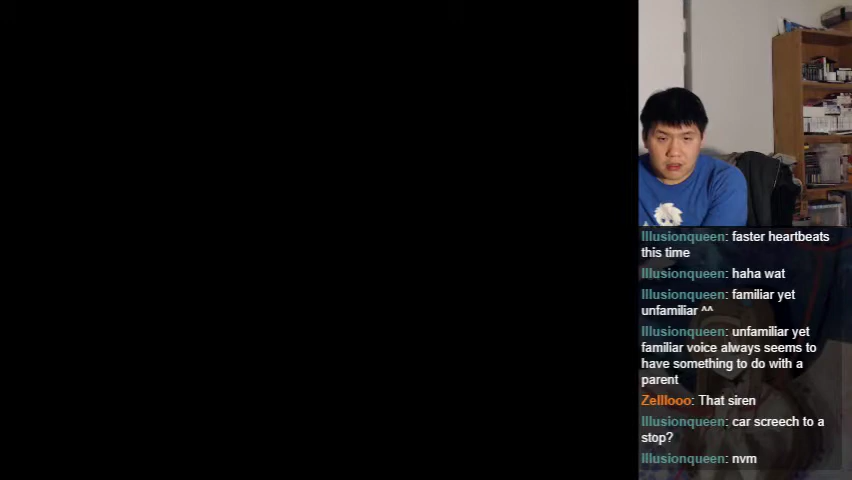 Illusionqueen: faster heartbeats
this time
Illusionqueen: haha wat
Illusionqueen: familiar yet
unfamiliar ^^
Illusionqueen: unfamiliar yet
familiar voice always seems to
have something to do with a
parent
Zelllooo: That siren
Illusionqueen: car screech to a
stop?
Illusionqueen: nvm